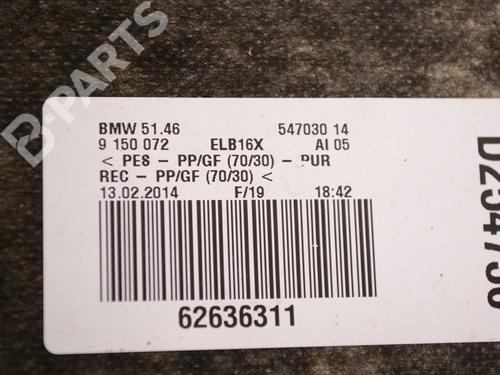 B-PARTS
BMW 51.46 547030 14
9 150 072 ELB16X AI 05
< PES - PP/GF (70/30) - PUR
REC - PP/GF (70/30) <
13.02.2014 F/19 18:42
62636311